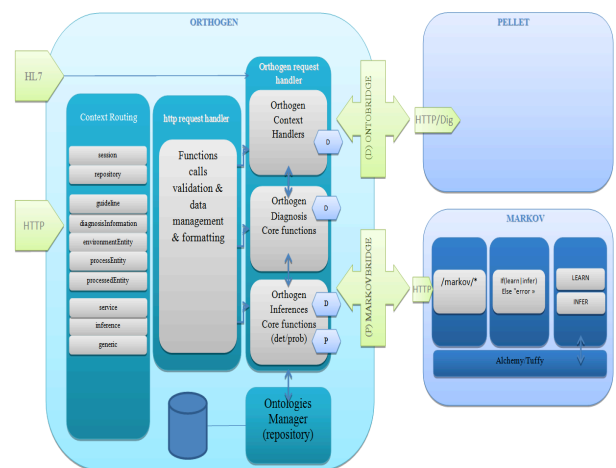 ORTHOGEN
PELLET
HL7
Orthogen request
handler
Context Routing
http request handler
Orthogen
Context
Handlers
D
(D) ONTOBRIDGE
HTTP/Dig
session
repository
Functions
calls
validation &
data
management
& formatting
guideline
diagnosisInformation
environmentEntity
processEntity
processedEntity
HTTP
Orthogen
Diagnosis
Core functions
D
MARKOV
service
inference
generic
Orthogen
Inferences
Core functions
(det/prob)
D
P
(P) MARKOVBRIDGE
HTTP
/markov/*
If(learn|infer)
Else "error »
LEARN
INFER
Alchemy/Tuffy
Ontologies
Manager
(repository)